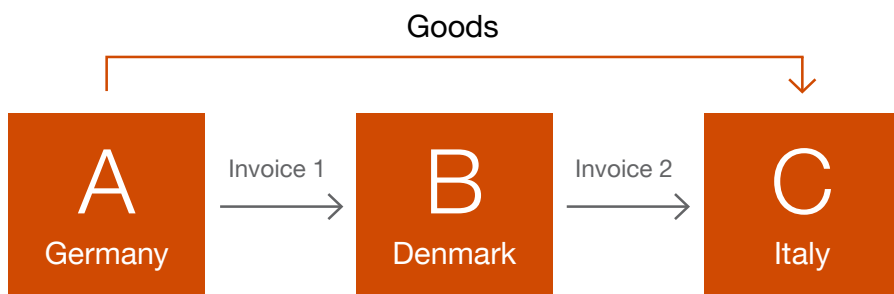 Goods
A
Germany
Invoice 1
B
Denmark
Invoice 2
C
Italy